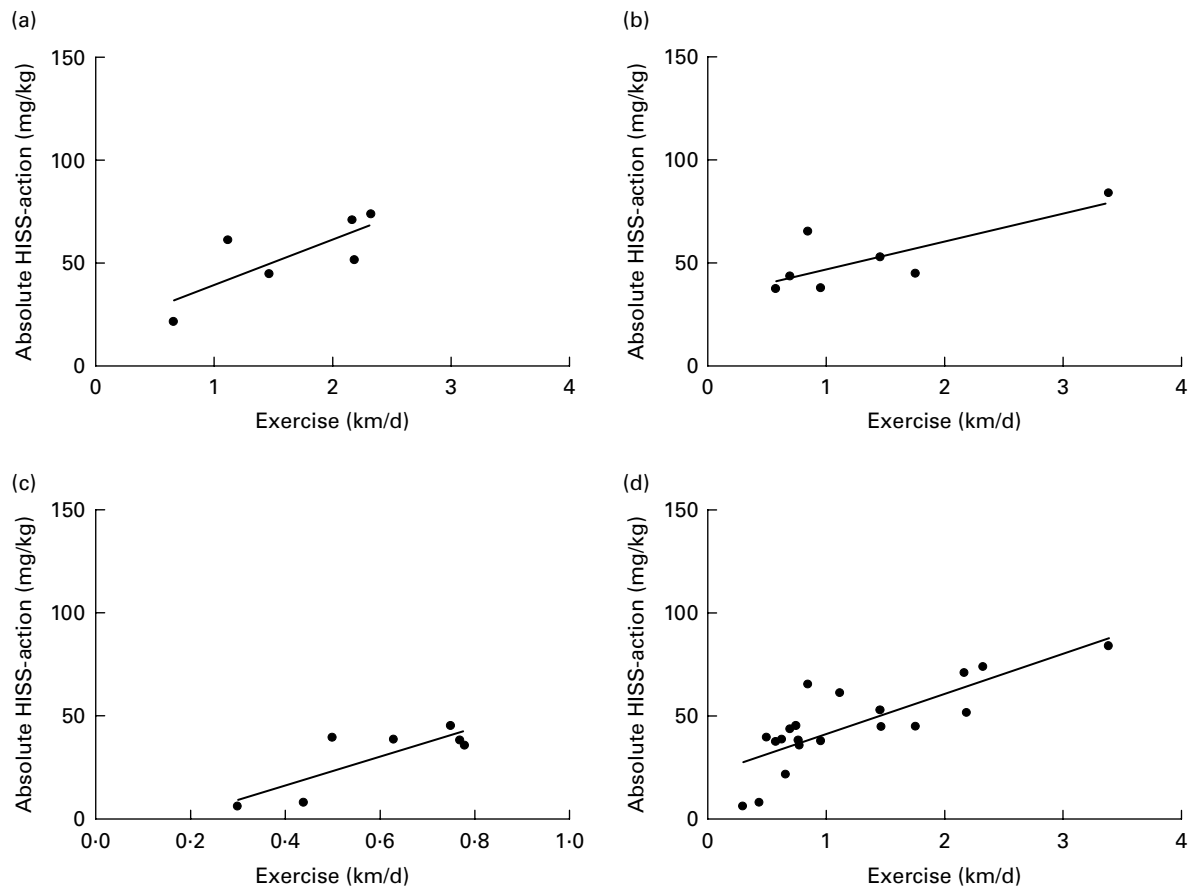 (a)
Absolute HISS-action (mg/kg)
150
100
50
0
0 1 2 3 4
Exercise (km/d)
(b)
Absolute HISS-action (mg/kg)
150
100
50
0
0 1 2 3 4
Exercise (km/d)
(c)
Absolute HISS-action (mg/kg)
150
100
50
0
0·0 0·2 0·4 0·6 0·8 1·0
Exercise (km/d)
(d)
Absolute HISS-action (mg/kg)
150
100
50
0
0 1 2 3 4
Exercise (km/d)